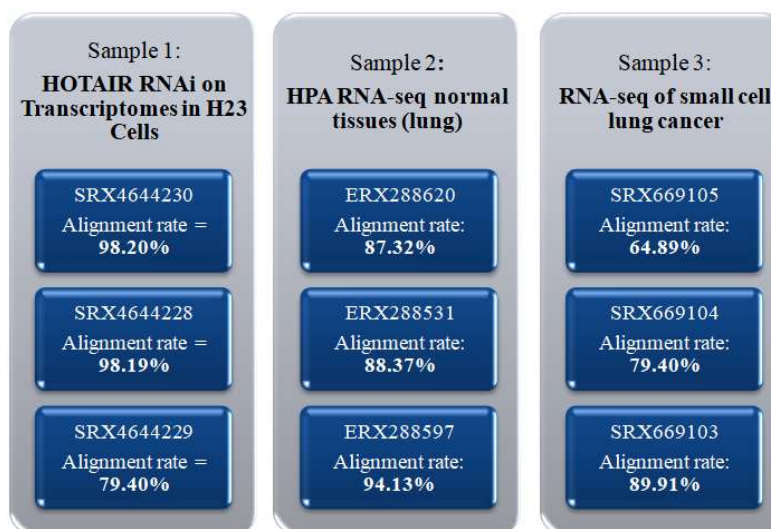 Sample 1:
HOTAIR RNAi on
Transcriptomes in H23
Cells
SRX4644230
Alignment rate =
98.20%
SRX4644228
Alignment rate =
98.19%
SRX4644229
Alignment rate =
79.40%
Sample 2:
HPA RNA-seq normal
tissues (lung)
ERX288620
Alignment rate:
87.32%
ERX288531
Alignment rate:
88.37%
ERX288597
Alignment rate:
94.13%
Sample 3:
RNA-seq of small cell
lung cancer
SRX669105
Alignment rate:
64.89%
SRX669104
Alignment rate:
79.40%
SRX669103
Alignment rate:
89.91%